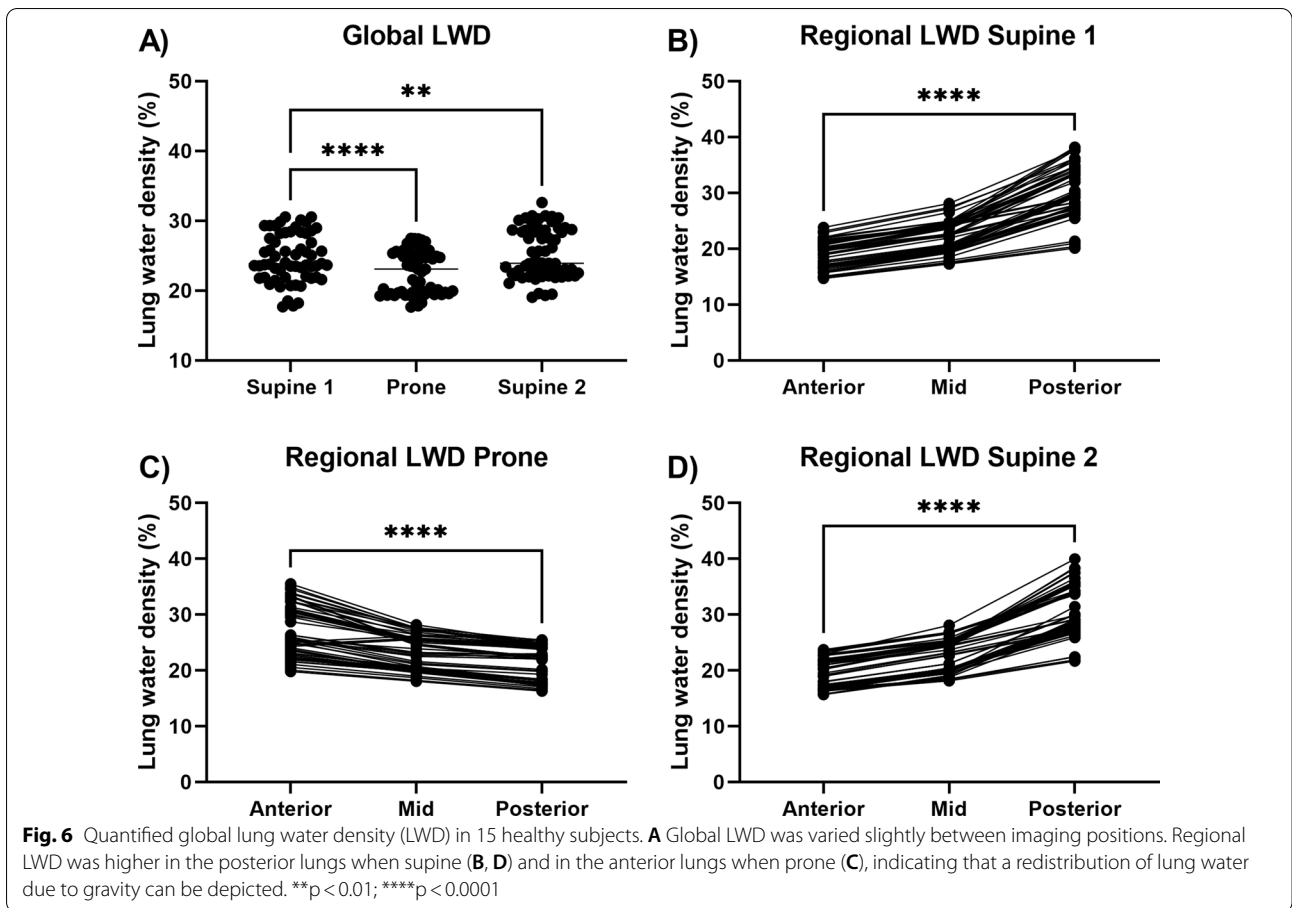 A)
Global LWD
Lung water density (%)
50
40
30
20
10
**
****
Supine 1 Prone Supine 2
B)
Regional LWD Supine 1
Lung water density (%)
50
40
30
20
10
0
****
Anterior Mid Posterior
C)
Regional LWD Prone
Lung water density (%)
50
40
30
20
10
0
****
Anterior Mid Posterior
D)
Regional LWD Supine 2
Lung water density (%)
50
40
30
20
10
0
****
Anterior Mid Posterior
Fig. 6 Quantified global lung water density (LWD) in 15 healthy subjects. A Global LWD was varied slightly between imaging positions. Regional
LWD was higher in the posterior lungs when supine (B, D) and in the anterior lungs when prone (C), indicating that a redistribution of lung water
due to gravity can be depicted. **p < 0.01; ****p < 0.0001